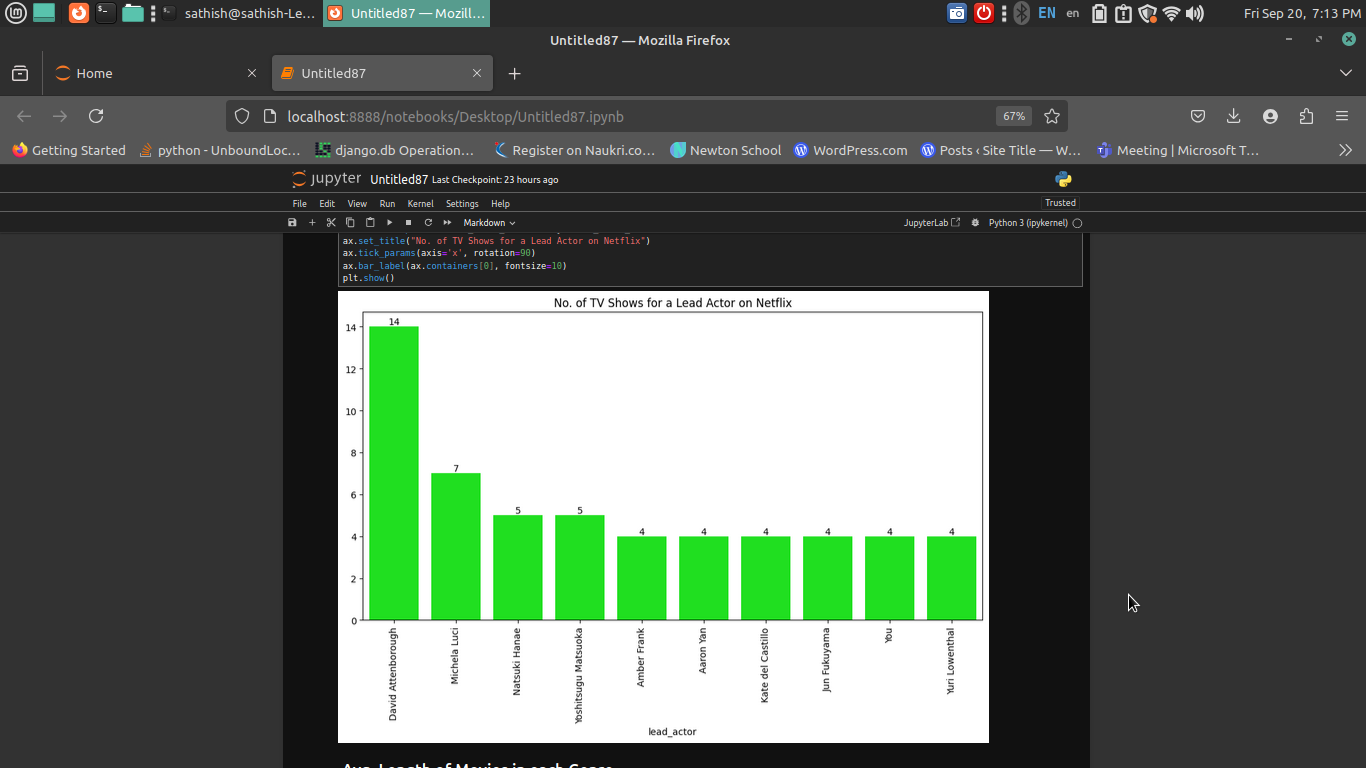 sathish@sathish-Le...
Untitled87 — Mozill...
EN
en
Fri Sep 20, 7:13 PM
Untitled87 — Mozilla Firefox
Home
Untitled87
localhost:8888/notebooks/Desktop/Untitled87.ipynb
67%
Getting Started
python - UnboundLoc...
django.db Operation...
Register on Naukri.co...
Newton School
WordPress.com
Posts ‹ Site Title — W...
Meeting | Microsoft T...
jupyter Untitled87 Last Checkpoint: 23 hours ago
File Edit View Run Kernel Settings Help
Trusted
Markdown
JupyterLab
Python 3 (ipykernel)
ax.set_title("No. of TV Shows for a Lead Actor on Netflix")
ax.tick_params(axis='x', rotation=90)
ax.bar_label(ax.containers[0], fontsize=10)
plt.show()
No. of TV Shows for a Lead Actor on Netflix
14
12
10
8
6
4
2
0
14
7
5
5
4
4
4
4
4
4
David Attenborough
Michela Luci
Natsuki Hanae
Yoshitsugu Matsuoka
Amber Frank
Aaron Yan
Kate del Castillo
Jun Fukuyama
You
Yuri Lowenthal
lead_actor